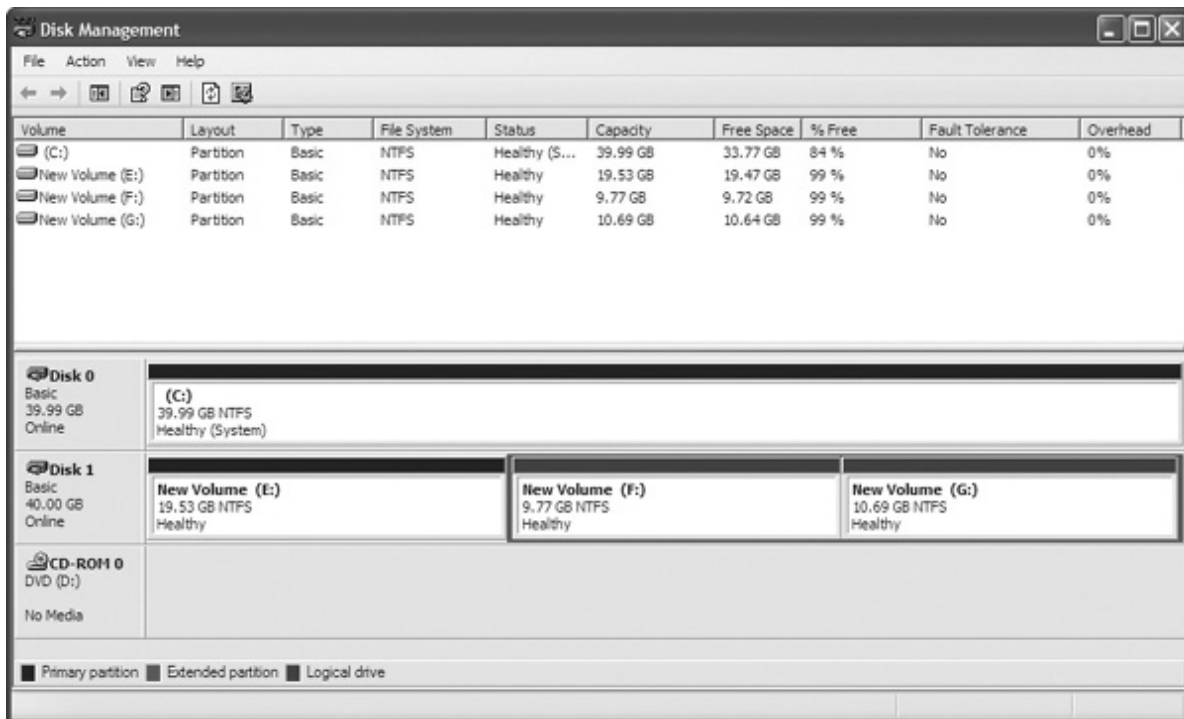 Disk Management
File Action View Help
Volume Layout Type File System Status Capacity Free Space % Free Fault Tolerance Overhead
(C:) Partition Basic NTFS Healthy (S... 39.99 GB 33.77 GB 84 % No 0%
New Volume (E:) Partition Basic NTFS Healthy 19.53 GB 19.47 GB 99 % No 0%
New Volume (F:) Partition Basic NTFS Healthy 9.77 GB 9.72 GB 99 % No 0%
New Volume (G:) Partition Basic NTFS Healthy 10.69 GB 10.64 GB 99 % No 0%
Disk 0
Basic
39.99 GB
Online
(C:)
39.99 GB NTFS
Healthy (System)
Disk 1
Basic
40.00 GB
Online
New Volume (E:)
19.53 GB NTFS
Healthy
New Volume (F:)
9.77 GB NTFS
Healthy
New Volume (G:)
10.69 GB NTFS
Healthy
CD-ROM 0
DVD (D:)
No Media
Primary partition Extended partition Logical drive